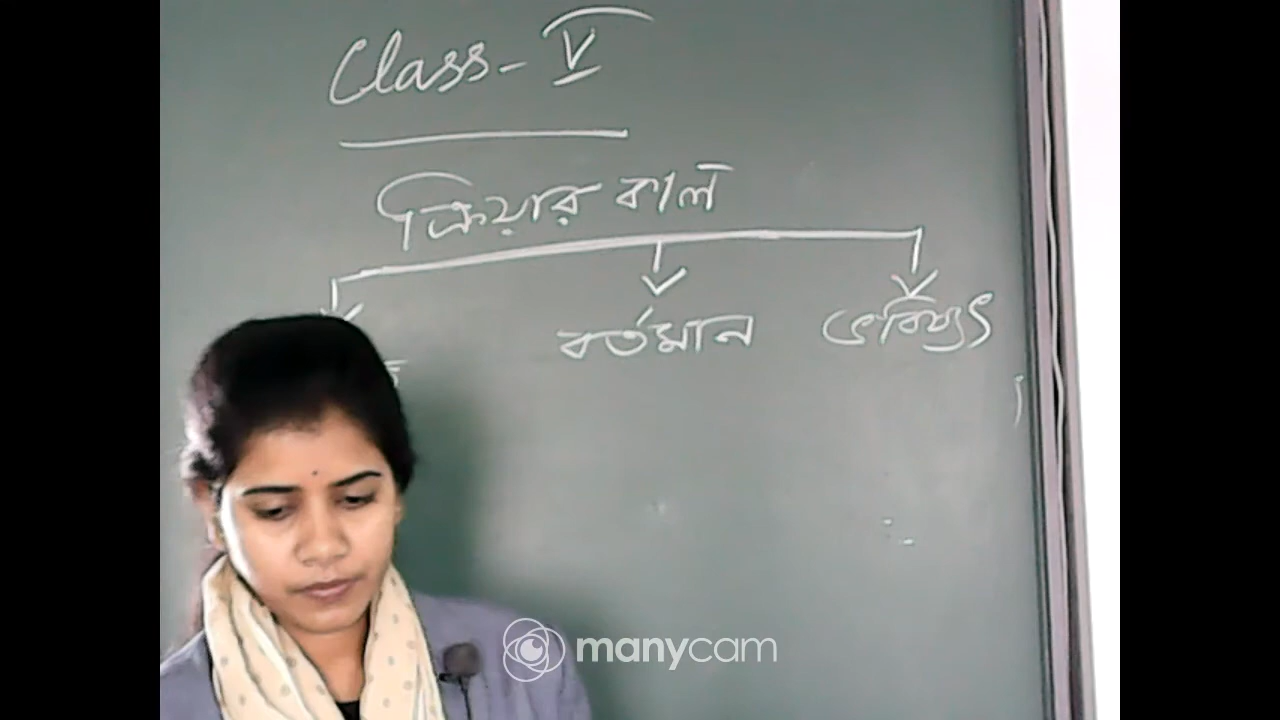 Class - V
ক্রিয়ার কাল
বর্তমান ভবিষ্যৎ
manycam